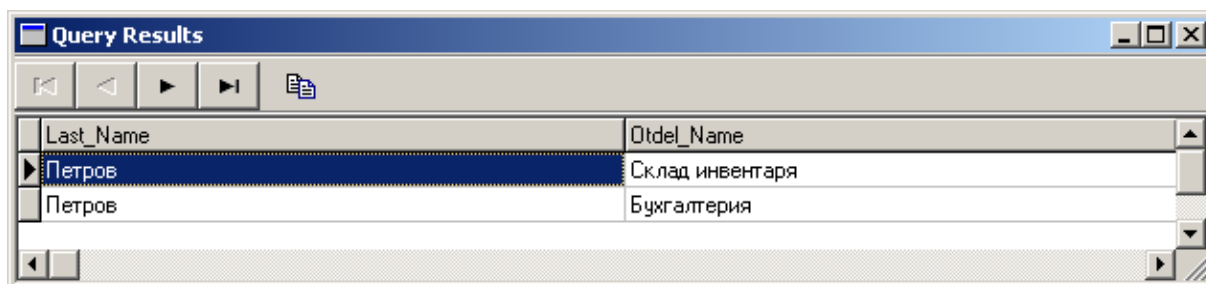 Query Results
Last_Name Otdel_Name
Петров Склад инвентаря
Петров Бухгалтерия